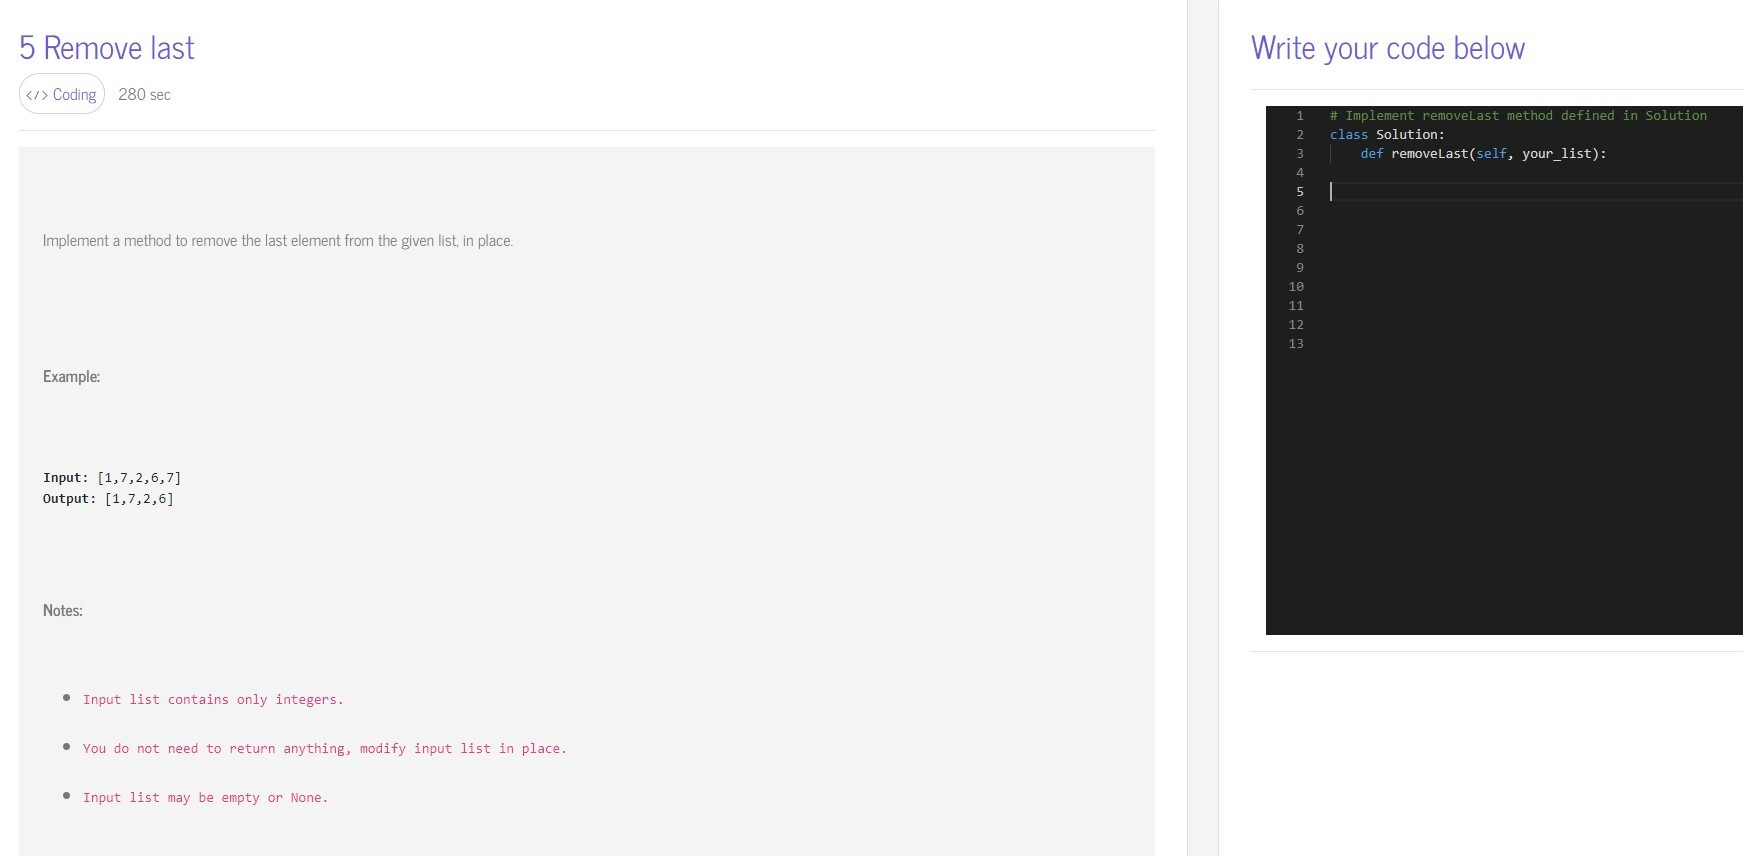 5 Remove last
</> Coding 280 sec
Implement a method to remove the last element from the given list, in place.
Example:
Input: [1,7,2,6,7]
Output: [1,7,2,6]
Notes:
Input list contains only integers.
You do not need to return anything, modify input list in place.
Input list may be empty or None.
Write your code below
1 # Implement removeLast method defined in Solution
2 class Solution:
3 def removeLast(self, your_list):
4
5
6
7
8
9
10
11
12
13